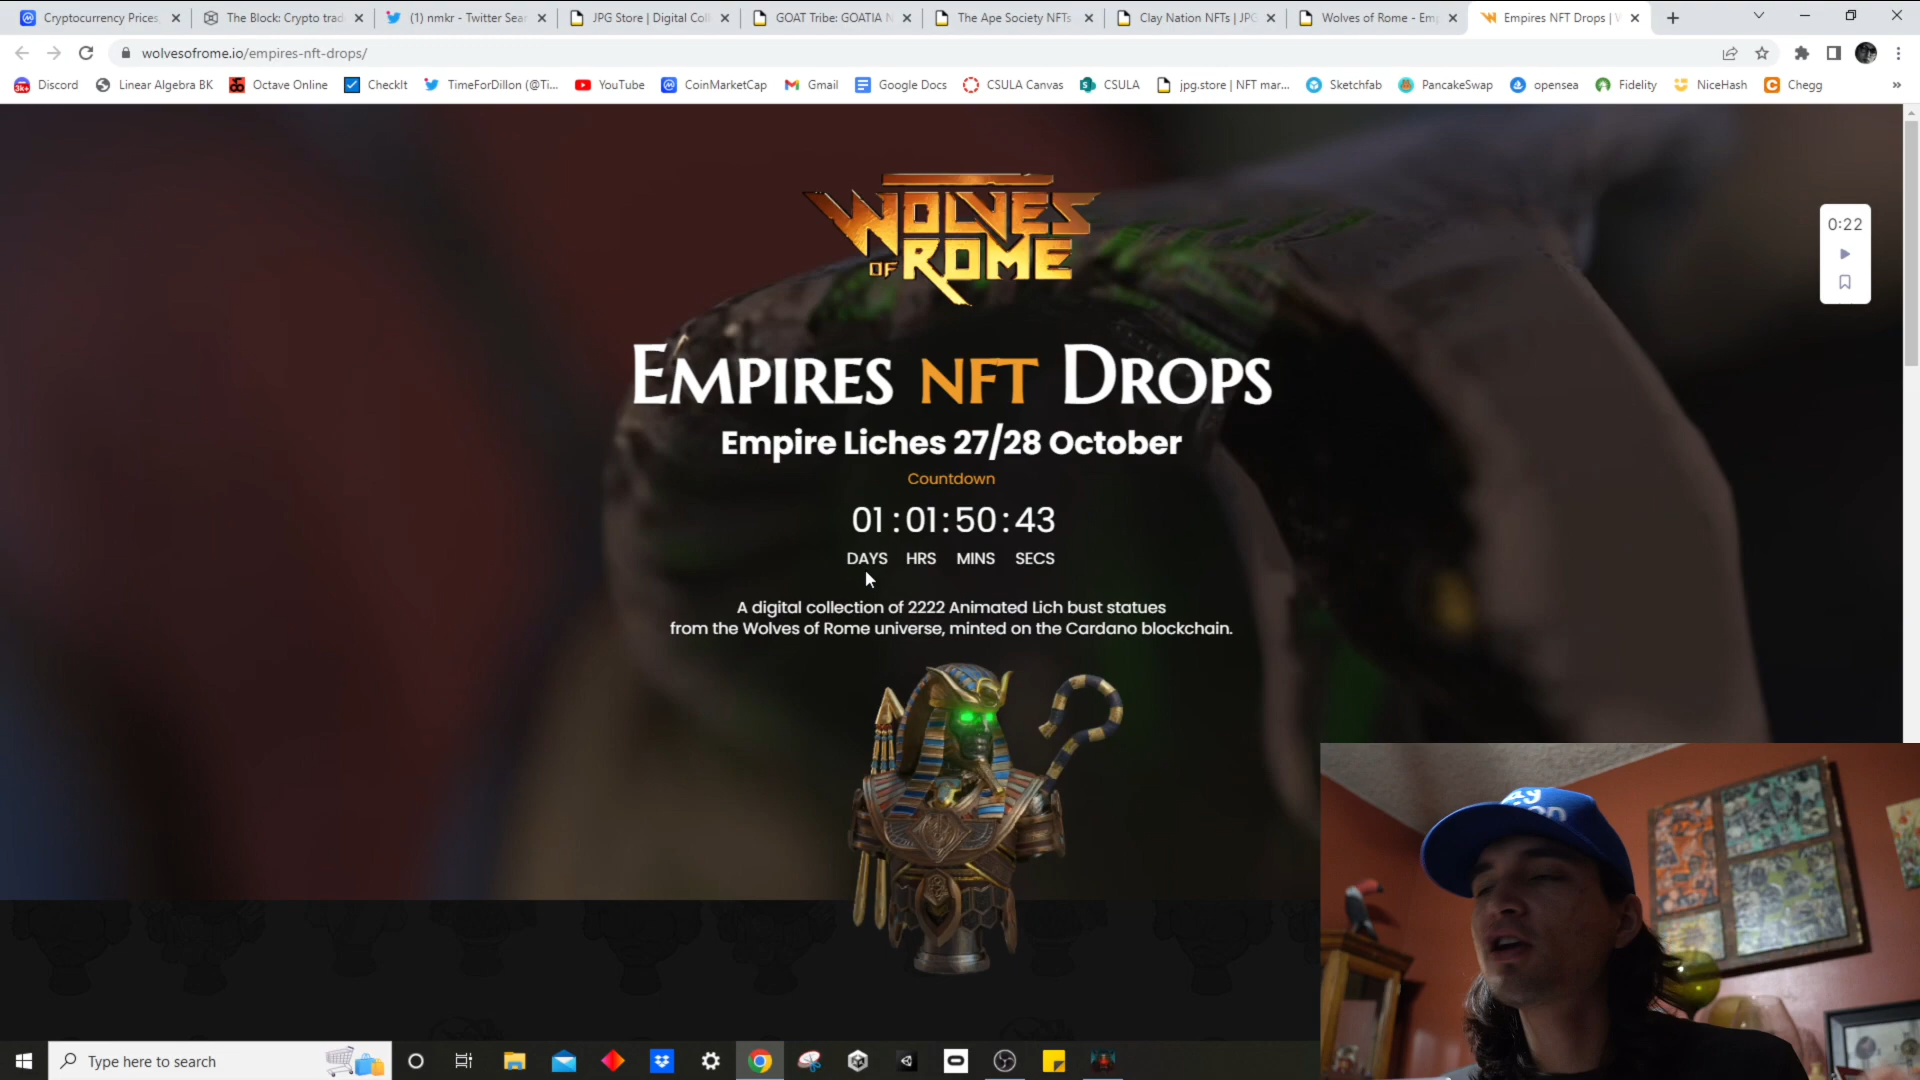 Cryptocurrency Prices,
The Block: Crypto trad
(1) nmkr - Twitter Sear
JPG Store | Digital Coll
GOAT Tribe: GOATIA N
The Ape Society NFTs
Clay Nation NFTs | JPG
Wolves of Rome - Emp
Empires NFT Drops | W
wolvesofrome.io/empires-nft-drops/
3k+
Discord
Linear Algebra BK
Octave Online
CheckIt
TimeForDillon (@Ti...
YouTube
CoinMarketCap
Gmail
Google Docs
CSULA Canvas
CSULA
jpg.store | NFT mar...
Sketchfab
PancakeSwap
opensea
Fidelity
NiceHash
Chegg
»
WOLVES
OF ROME
0:22
EMPIRES NFT DROPS
Empire Liches 27/28 October
Countdown
01 : 01 : 50 : 43
DAYS HRS MINS SECS
A digital collection of 2222 Animated Lich bust statues
from the Wolves of Rome universe, minted on the Cardano blockchain.
Type here to search